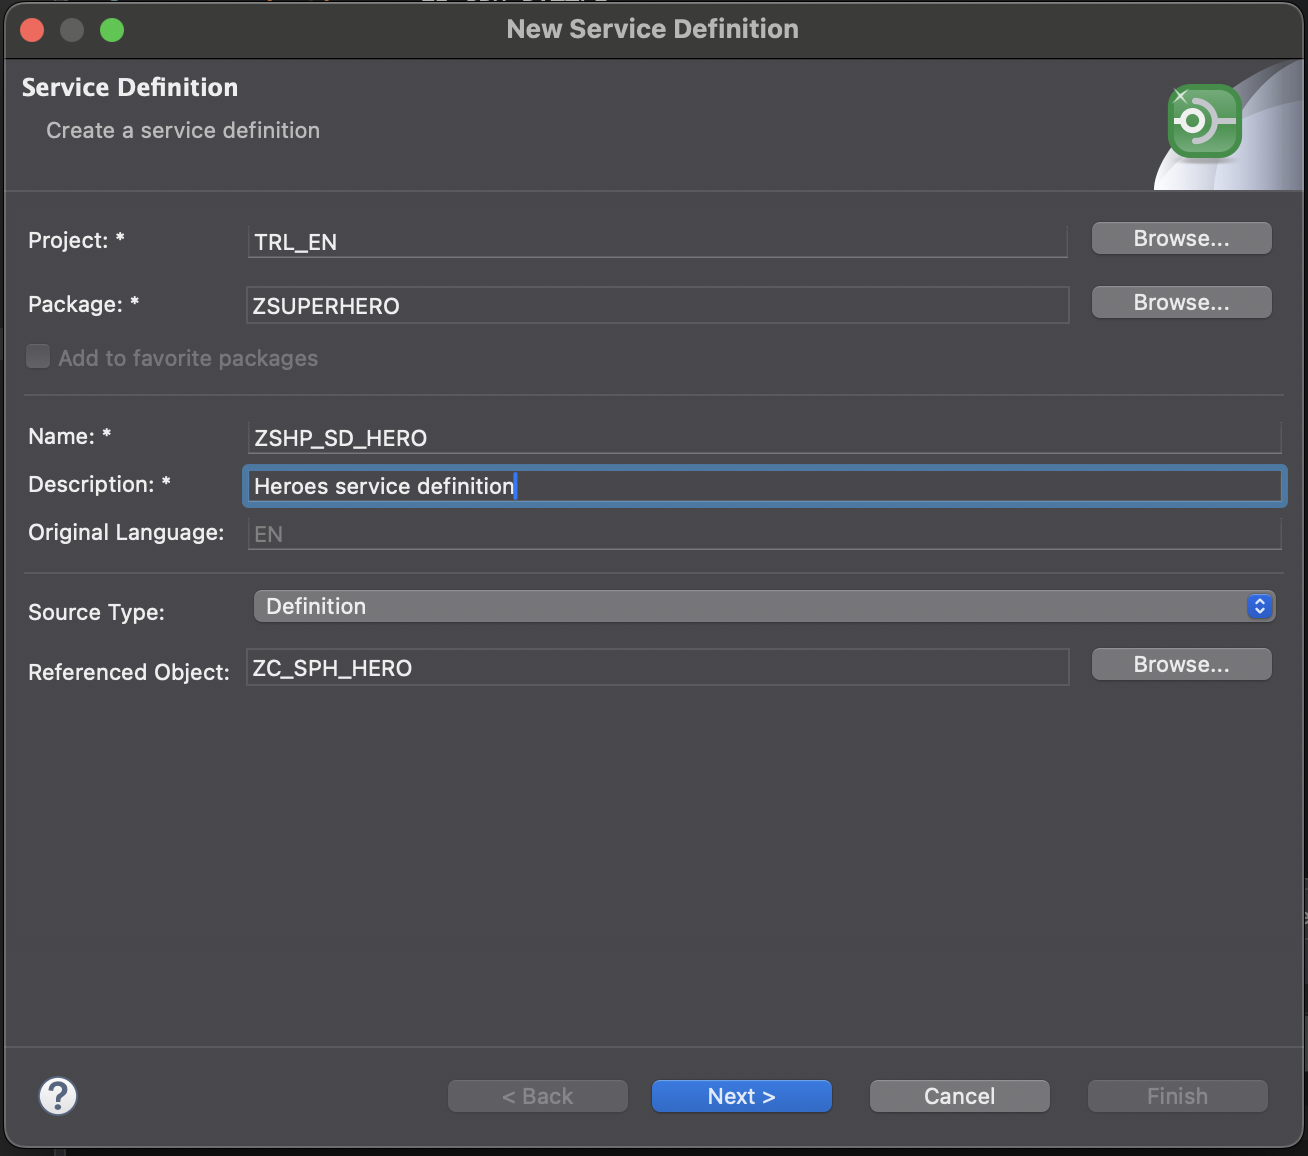 New Service Definition
Service Definition
Create a service definition
Project: *
TRL_EN
Browse...
Package: *
ZSUPERHERO
Browse...
Add to favorite packages
Name: *
ZSHP_SD_HERO
Description: *
Heroes service definition
Original Language:
EN
Source Type:
Definition
Referenced Object:
ZC_SPH_HERO
Browse...
?
< Back
Next >
Cancel
Finish